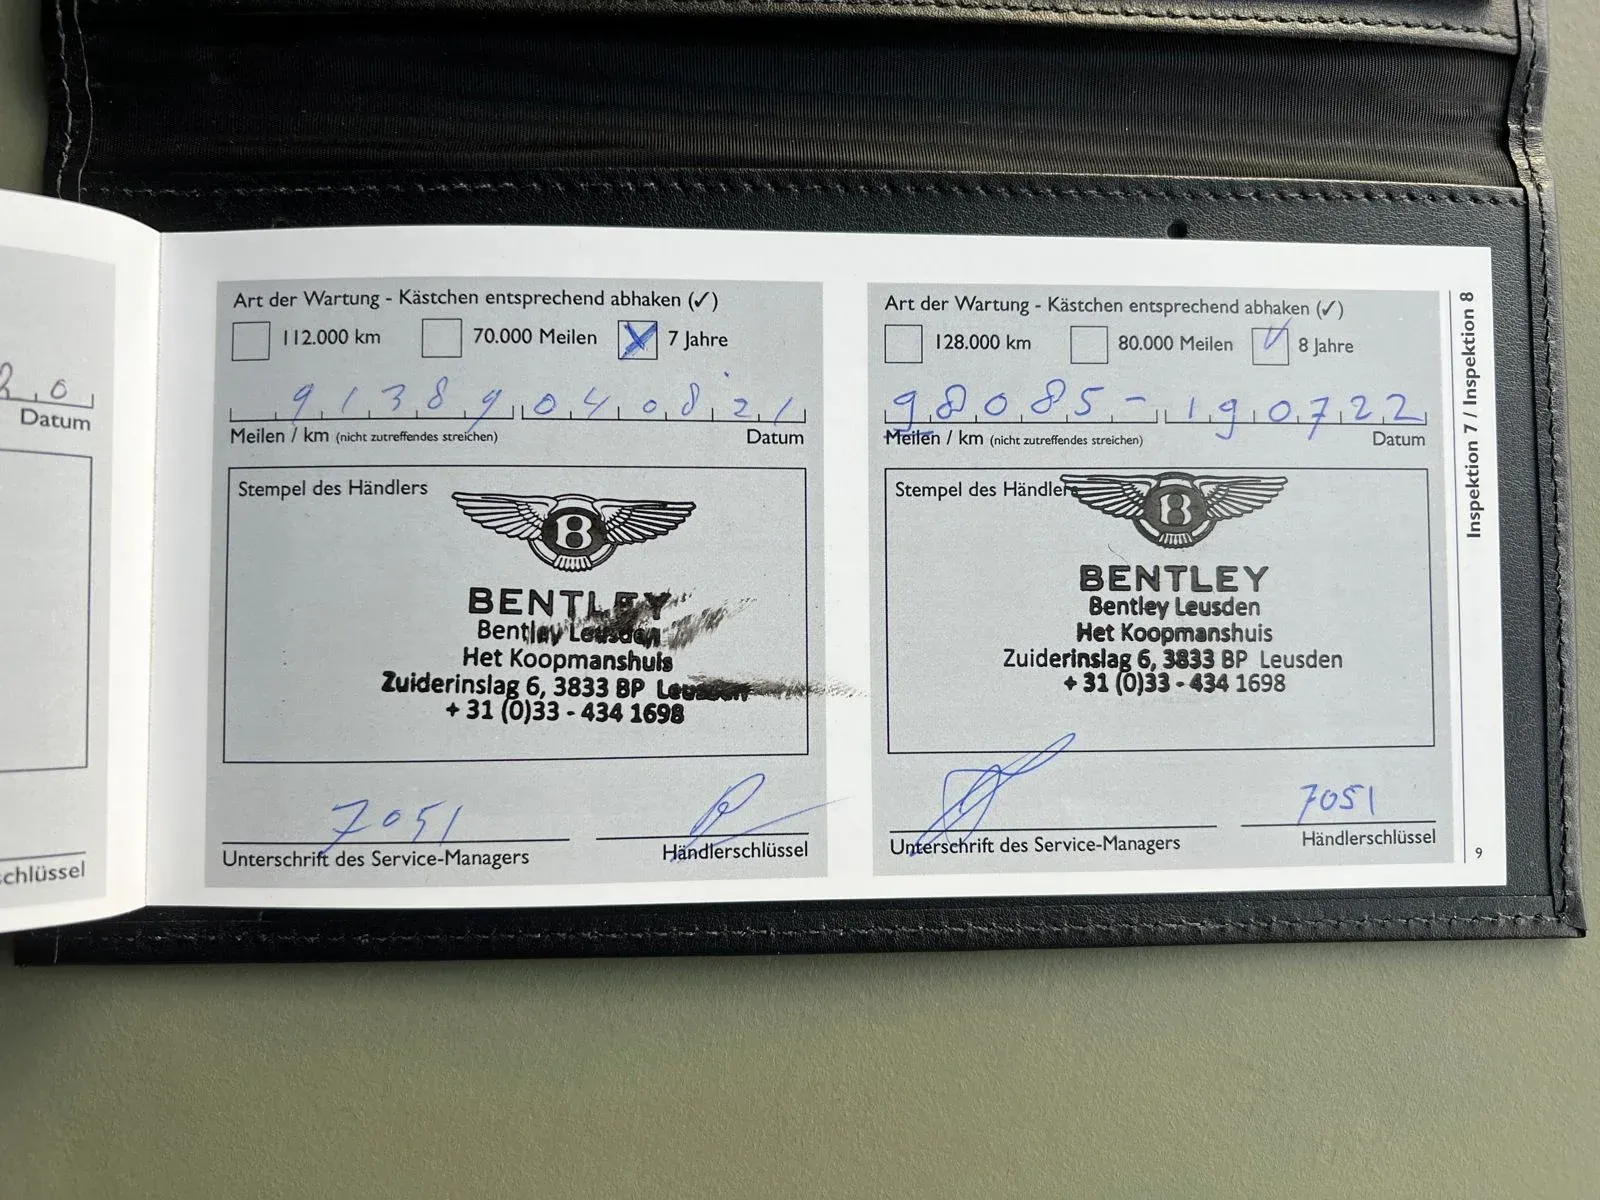 20
Datum
chlüssel
Art der Wartung - Kästchen entsprechend abhaken (✓)
112.000 km 70.000 Meilen 7 Jahre
91389 040821
Meilen / km (nicht zutreffendes streichen) Datum
Stempel des Händlers
B
BENTLEY
Bentley Leusden
Het Koopmanshuis
Zuiderinslag 6, 3833 BP Leusden
+ 31 (0)33 - 434 1698
7051
Unterschrift des Service-Managers Händlerschlüssel
Art der Wartung - Kästchen entsprechend abhaken (✓)
128.000 km 80.000 Meilen 8 Jahre
98085- 190722
Meilen / km (nicht zutreffendes streichen) Datum
Stempel des Händlers
B
BENTLEY
Bentley Leusden
Het Koopmanshuis
Zuiderinslag 6, 3833 BP Leusden
+ 31 (0)33 - 434 1698
7051
Unterschrift des Service-Managers Händlerschlüssel
Inspektion 7 / Inspektion 8
9